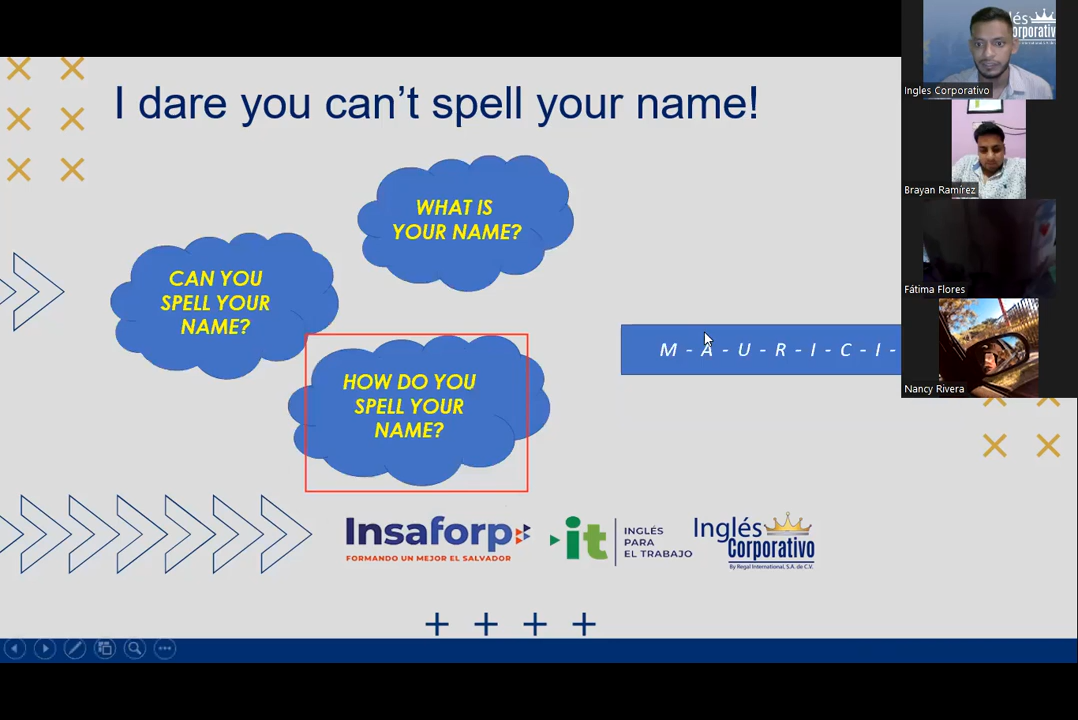 I dare you can't spell your name!
WHAT IS
YOUR NAME?
CAN YOU
SPELL YOUR
NAME?
HOW DO YOU
SPELL YOUR
NAME?
M - A - U - R - I - C - I -
Insaforp
FORMANDO UN MEJOR EL SALVADOR
it
INGLÉS
PARA
EL TRABAJO
Inglés
Corporativo
By Regal International, S.A. de C.V.
Ingles Corporativo
Brayan Ramírez
Fátima Flores
Nancy Rivera